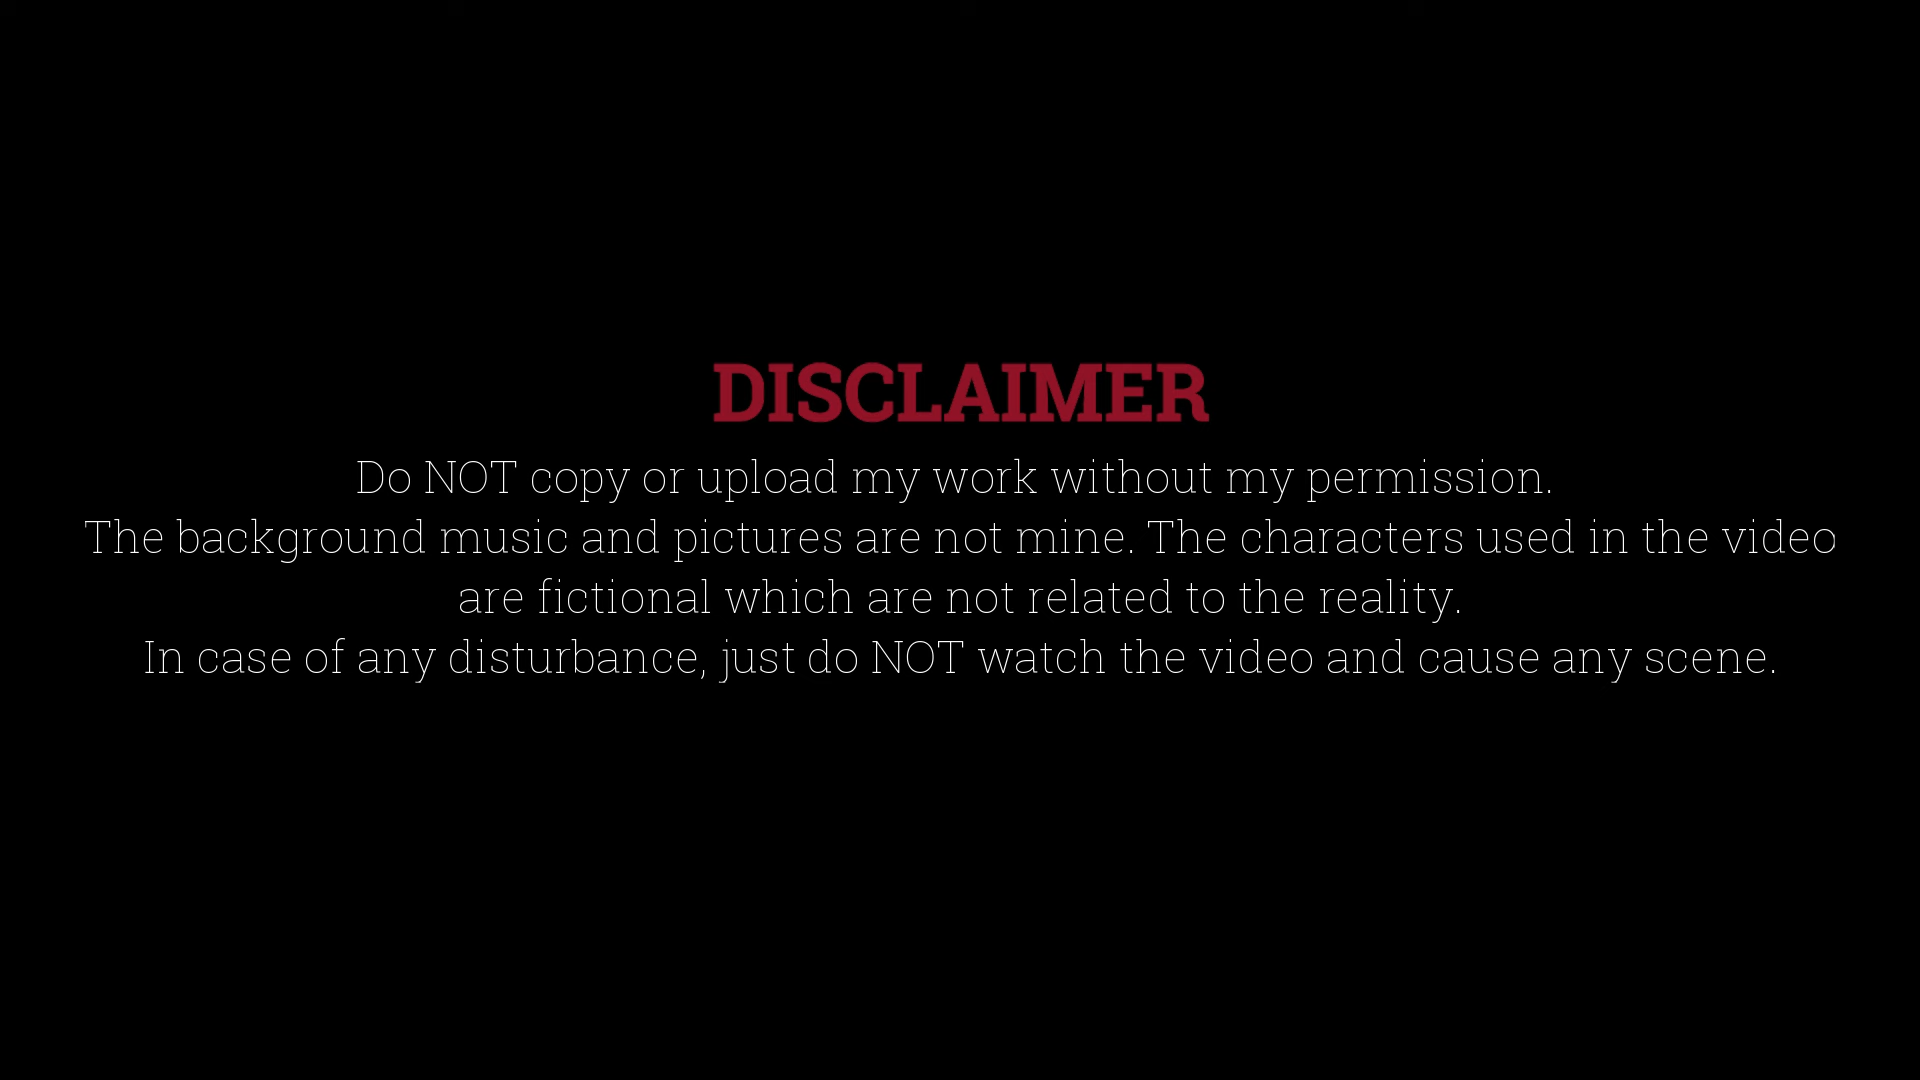 DISCLAIMER
Do NOT copy or upload my work without my permission.
The background music and pictures are not mine. The characters used in the video
are fictional which are not related to the reality.
In case of any disturbance, just do NOT watch the video and cause any scene.